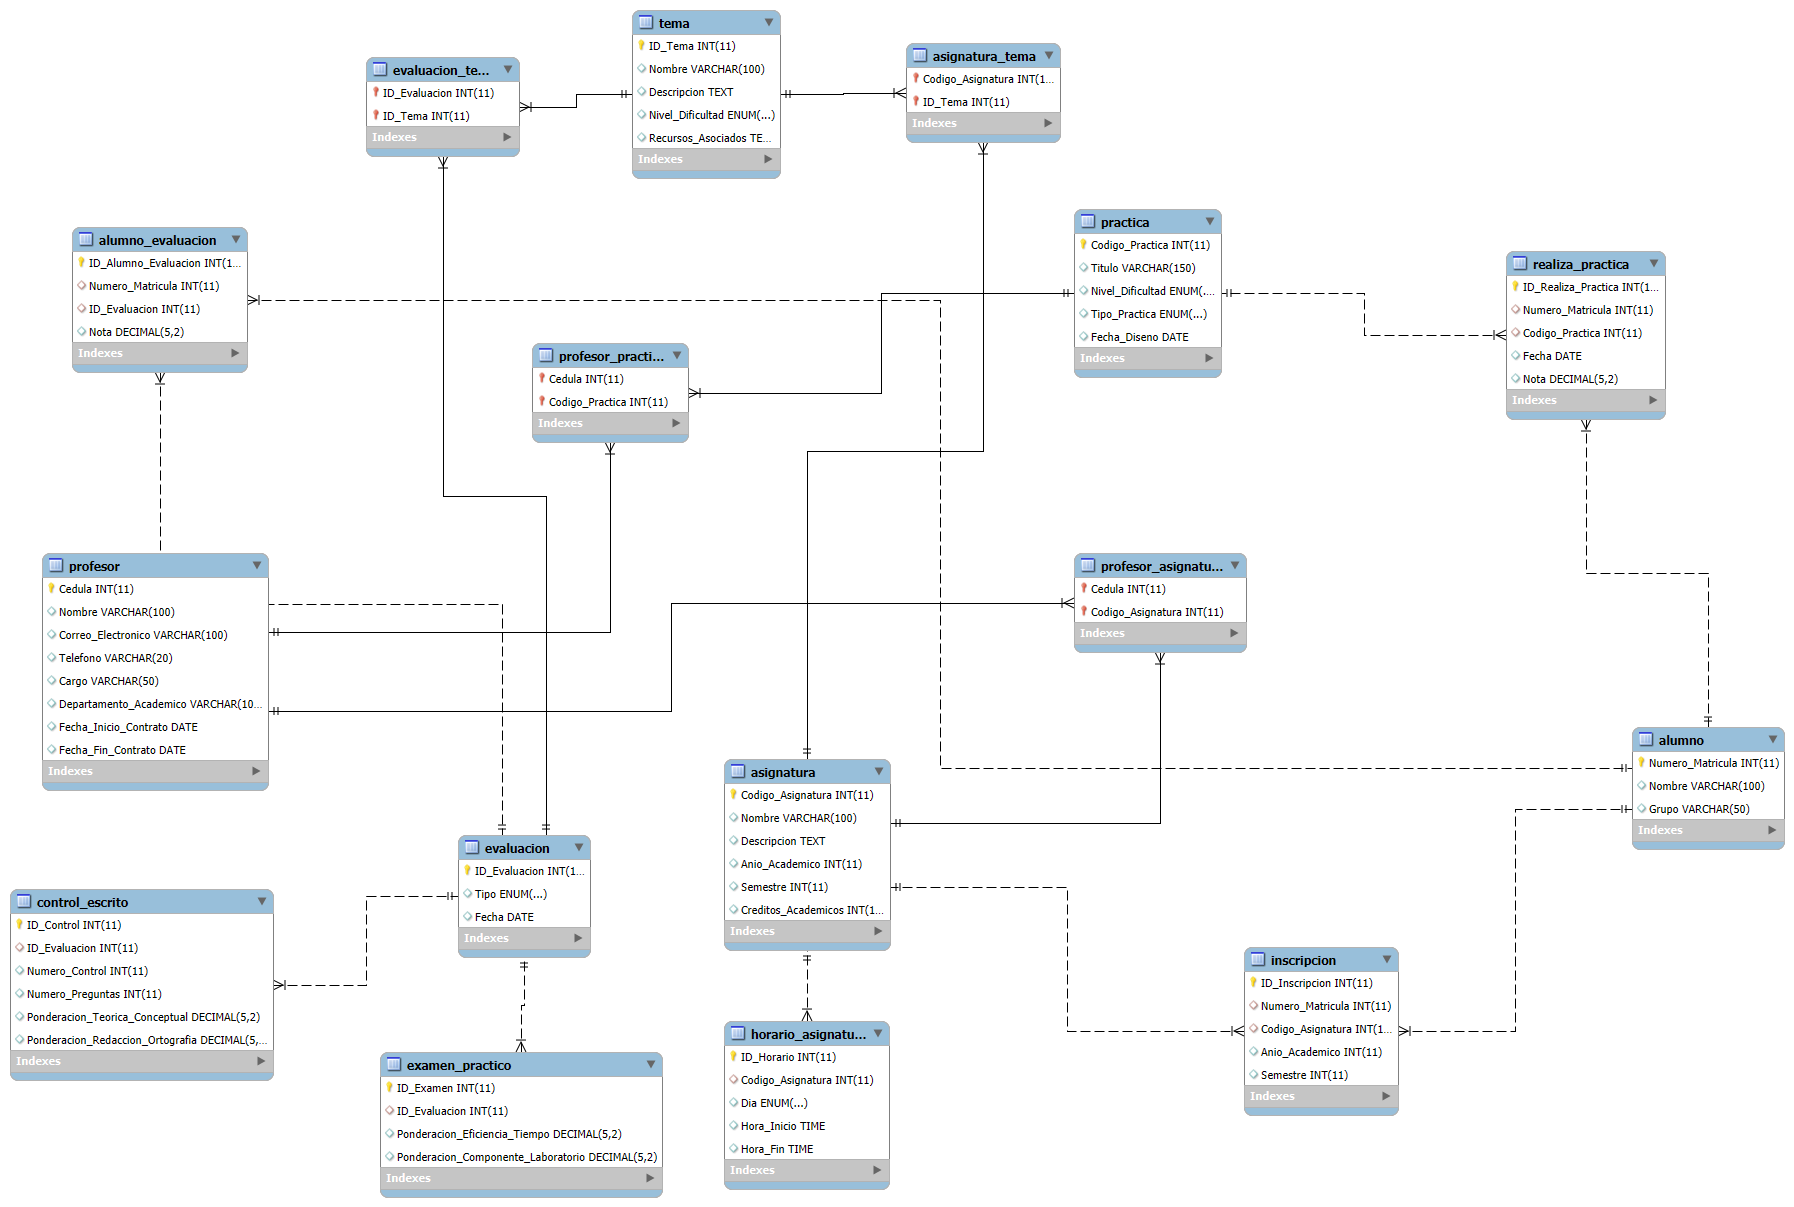 tema
ID_Tema INT(11)
Nombre VARCHAR(100)
Descripcion TEXT
Nivel_Dificultad ENUM(...)
Recursos_Asociados TE...
Indexes
evaluacion_te...
ID_Evaluacion INT(11)
ID_Tema INT(11)
Indexes
asignatura_tema
Codigo_Asignatura INT(1...
ID_Tema INT(11)
Indexes
alumno_evaluacion
ID_Alumno_Evaluacion INT(1...
Numero_Matricula INT(11)
ID_Evaluacion INT(11)
Nota DECIMAL(5,2)
Indexes
practica
Codigo_Practica INT(11)
Titulo VARCHAR(150)
Nivel_Dificultad ENUM(...
Tipo_Practica ENUM(...)
Fecha_Diseno DATE
Indexes
realiza_practica
ID_Realiza_Practica INT(1...
Numero_Matricula INT(11)
Codigo_Practica INT(11)
Fecha DATE
Nota DECIMAL(5,2)
Indexes
profesor_practi...
Cedula INT(11)
Codigo_Practica INT(11)
Indexes
profesor
Cedula INT(11)
Nombre VARCHAR(100)
Correo_Electronico VARCHAR(100)
Telefono VARCHAR(20)
Cargo VARCHAR(50)
Departamento_Academico VARCHAR(10...
Fecha_Inicio_Contrato DATE
Fecha_Fin_Contrato DATE
Indexes
profesor_asignatu...
Cedula INT(11)
Codigo_Asignatura INT(11)
Indexes
alumno
Numero_Matricula INT(11)
Nombre VARCHAR(100)
Grupo VARCHAR(50)
Indexes
asignatura
Codigo_Asignatura INT(11)
Nombre VARCHAR(100)
Descripcion TEXT
Anio_Academico INT(11)
Semestre INT(11)
Creditos_Academicos INT(1...
Indexes
evaluacion
ID_Evaluacion INT(1...
Tipo ENUM(...)
Fecha DATE
Indexes
control_escrito
ID_Control INT(11)
ID_Evaluacion INT(11)
Numero_Control INT(11)
Numero_Preguntas INT(11)
Ponderacion_Teorica_Conceptual DECIMAL(5,2)
Ponderacion_Redaccion_Ortografia DECIMAL(5,...
Indexes
inscripcion
ID_Inscripcion INT(11)
Numero_Matricula INT(11)
Codigo_Asignatura INT(1...
Anio_Academico INT(11)
Semestre INT(11)
Indexes
horario_asignatu...
ID_Horario INT(11)
Codigo_Asignatura INT(11)
Dia ENUM(...)
Hora_Inicio TIME
Hora_Fin TIME
Indexes
examen_practico
ID_Examen INT(11)
ID_Evaluacion INT(11)
Ponderacion_Eficiencia_Tiempo DECIMAL(5,2)
Ponderacion_Componente_Laboratorio DECIMAL(5,2)
Indexes